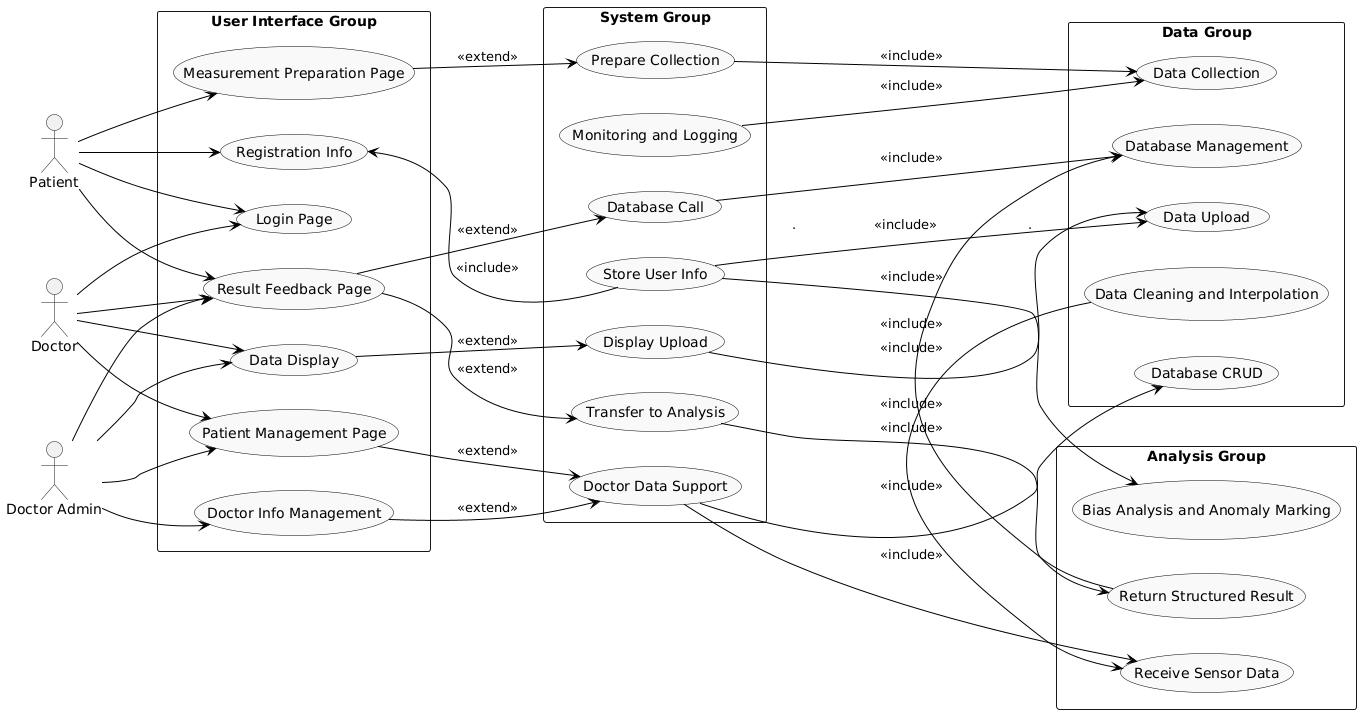 User Interface Group
System Group
Data Group
Measurement Preparation Page
«extend»
Prepare Collection
«include»
Data Collection
«include»
Monitoring and Logging
Patient
Registration Info
«include»
Database Management
Login Page
Database Call
Data Upload
«extend»
«include»
Result Feedback Page
«include»
Store User Info
«include»
Data Cleaning and Interpolation
Doctor
«include»
Data Display
«extend»
Display Upload
«include»
«extend»
Database CRUD
Patient Management Page
Transfer to Analysis
«include»
«include»
«extend»
Analysis Group
Doctor Admin
Doctor Data Support
«include»
Doctor Info Management
«extend»
Bias Analysis and Anomaly Marking
«include»
Return Structured Result
Receive Sensor Data